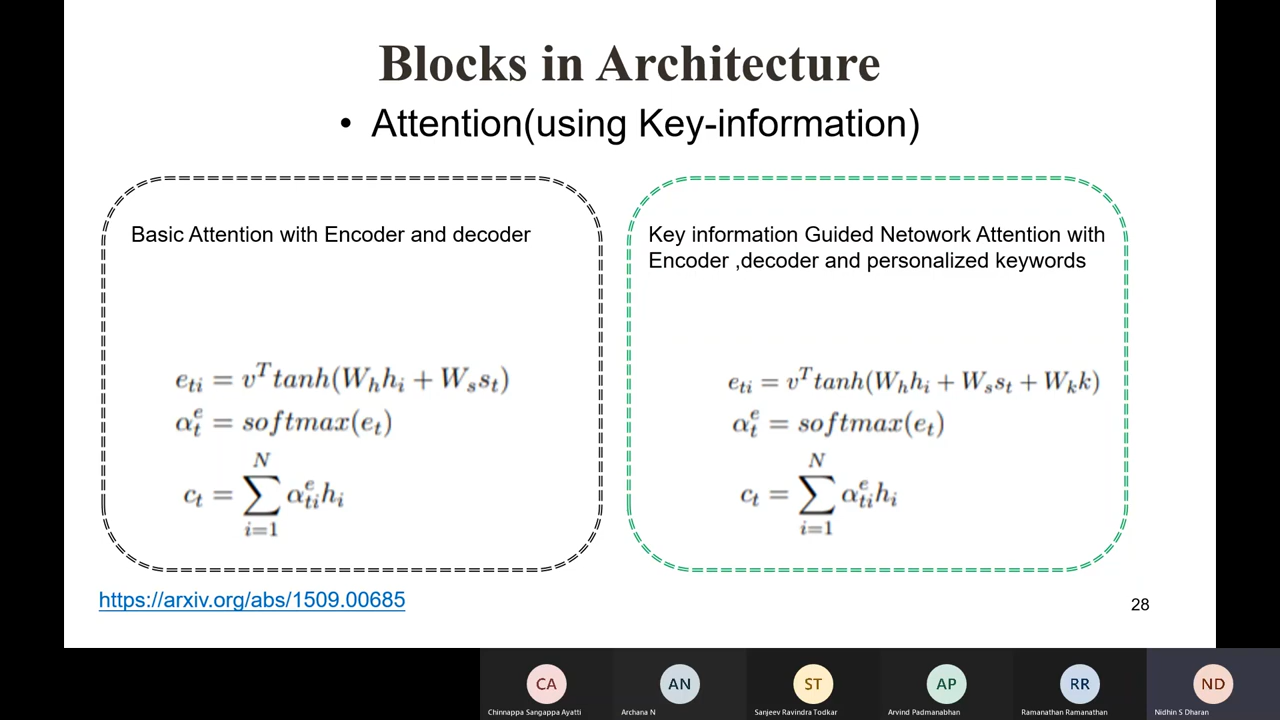 Blocks in Architecture
• Attention(using Key-information)
Basic Attention with Encoder and decoder
e_{ti} = v^T tanh(W_h h_i + W_s s_t)
α_t^e = softmax(e_t)
c_t = \sum_{i=1}^{N} α_{ti}^e h_i
Key information Guided Netowork Attention with
Encoder ,decoder and personalized keywords
e_{ti} = v^T tanh(W_h h_i + W_s s_t + W_k k)
α_t^e = softmax(e_t)
c_t = \sum_{i=1}^{N} α_{ti}^e h_i
https://arxiv.org/abs/1509.00685
28
CA
Chinnappa Sangappa Ayatti
AN
Archana N
ST
Sanjeev Ravindra Todkar
AP
Arvind Padmanabhan
RR
Ramanathan Ramanathan
ND
Nidhin S Dharan